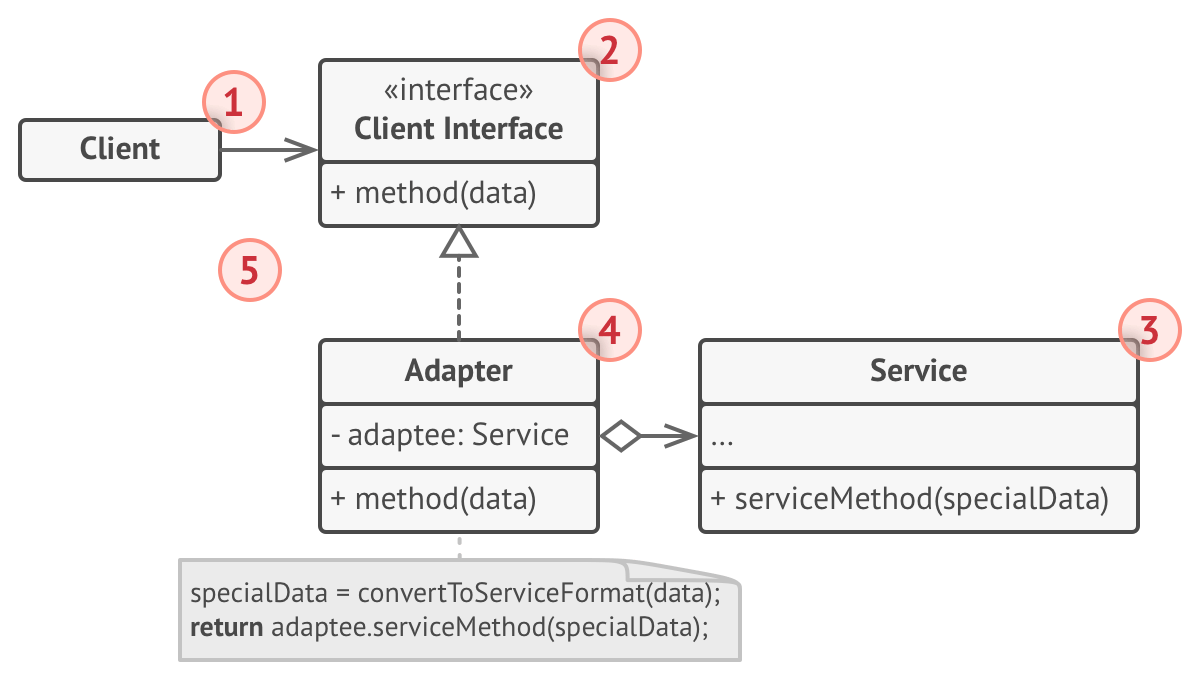 1
Client
2
«interface»
Client Interface
+ method(data)
5
4
Adapter
- adaptee: Service
+ method(data)
3
Service
...
+ serviceMethod(specialData)
specialData = convertToServiceFormat(data);
return adaptee.serviceMethod(specialData);